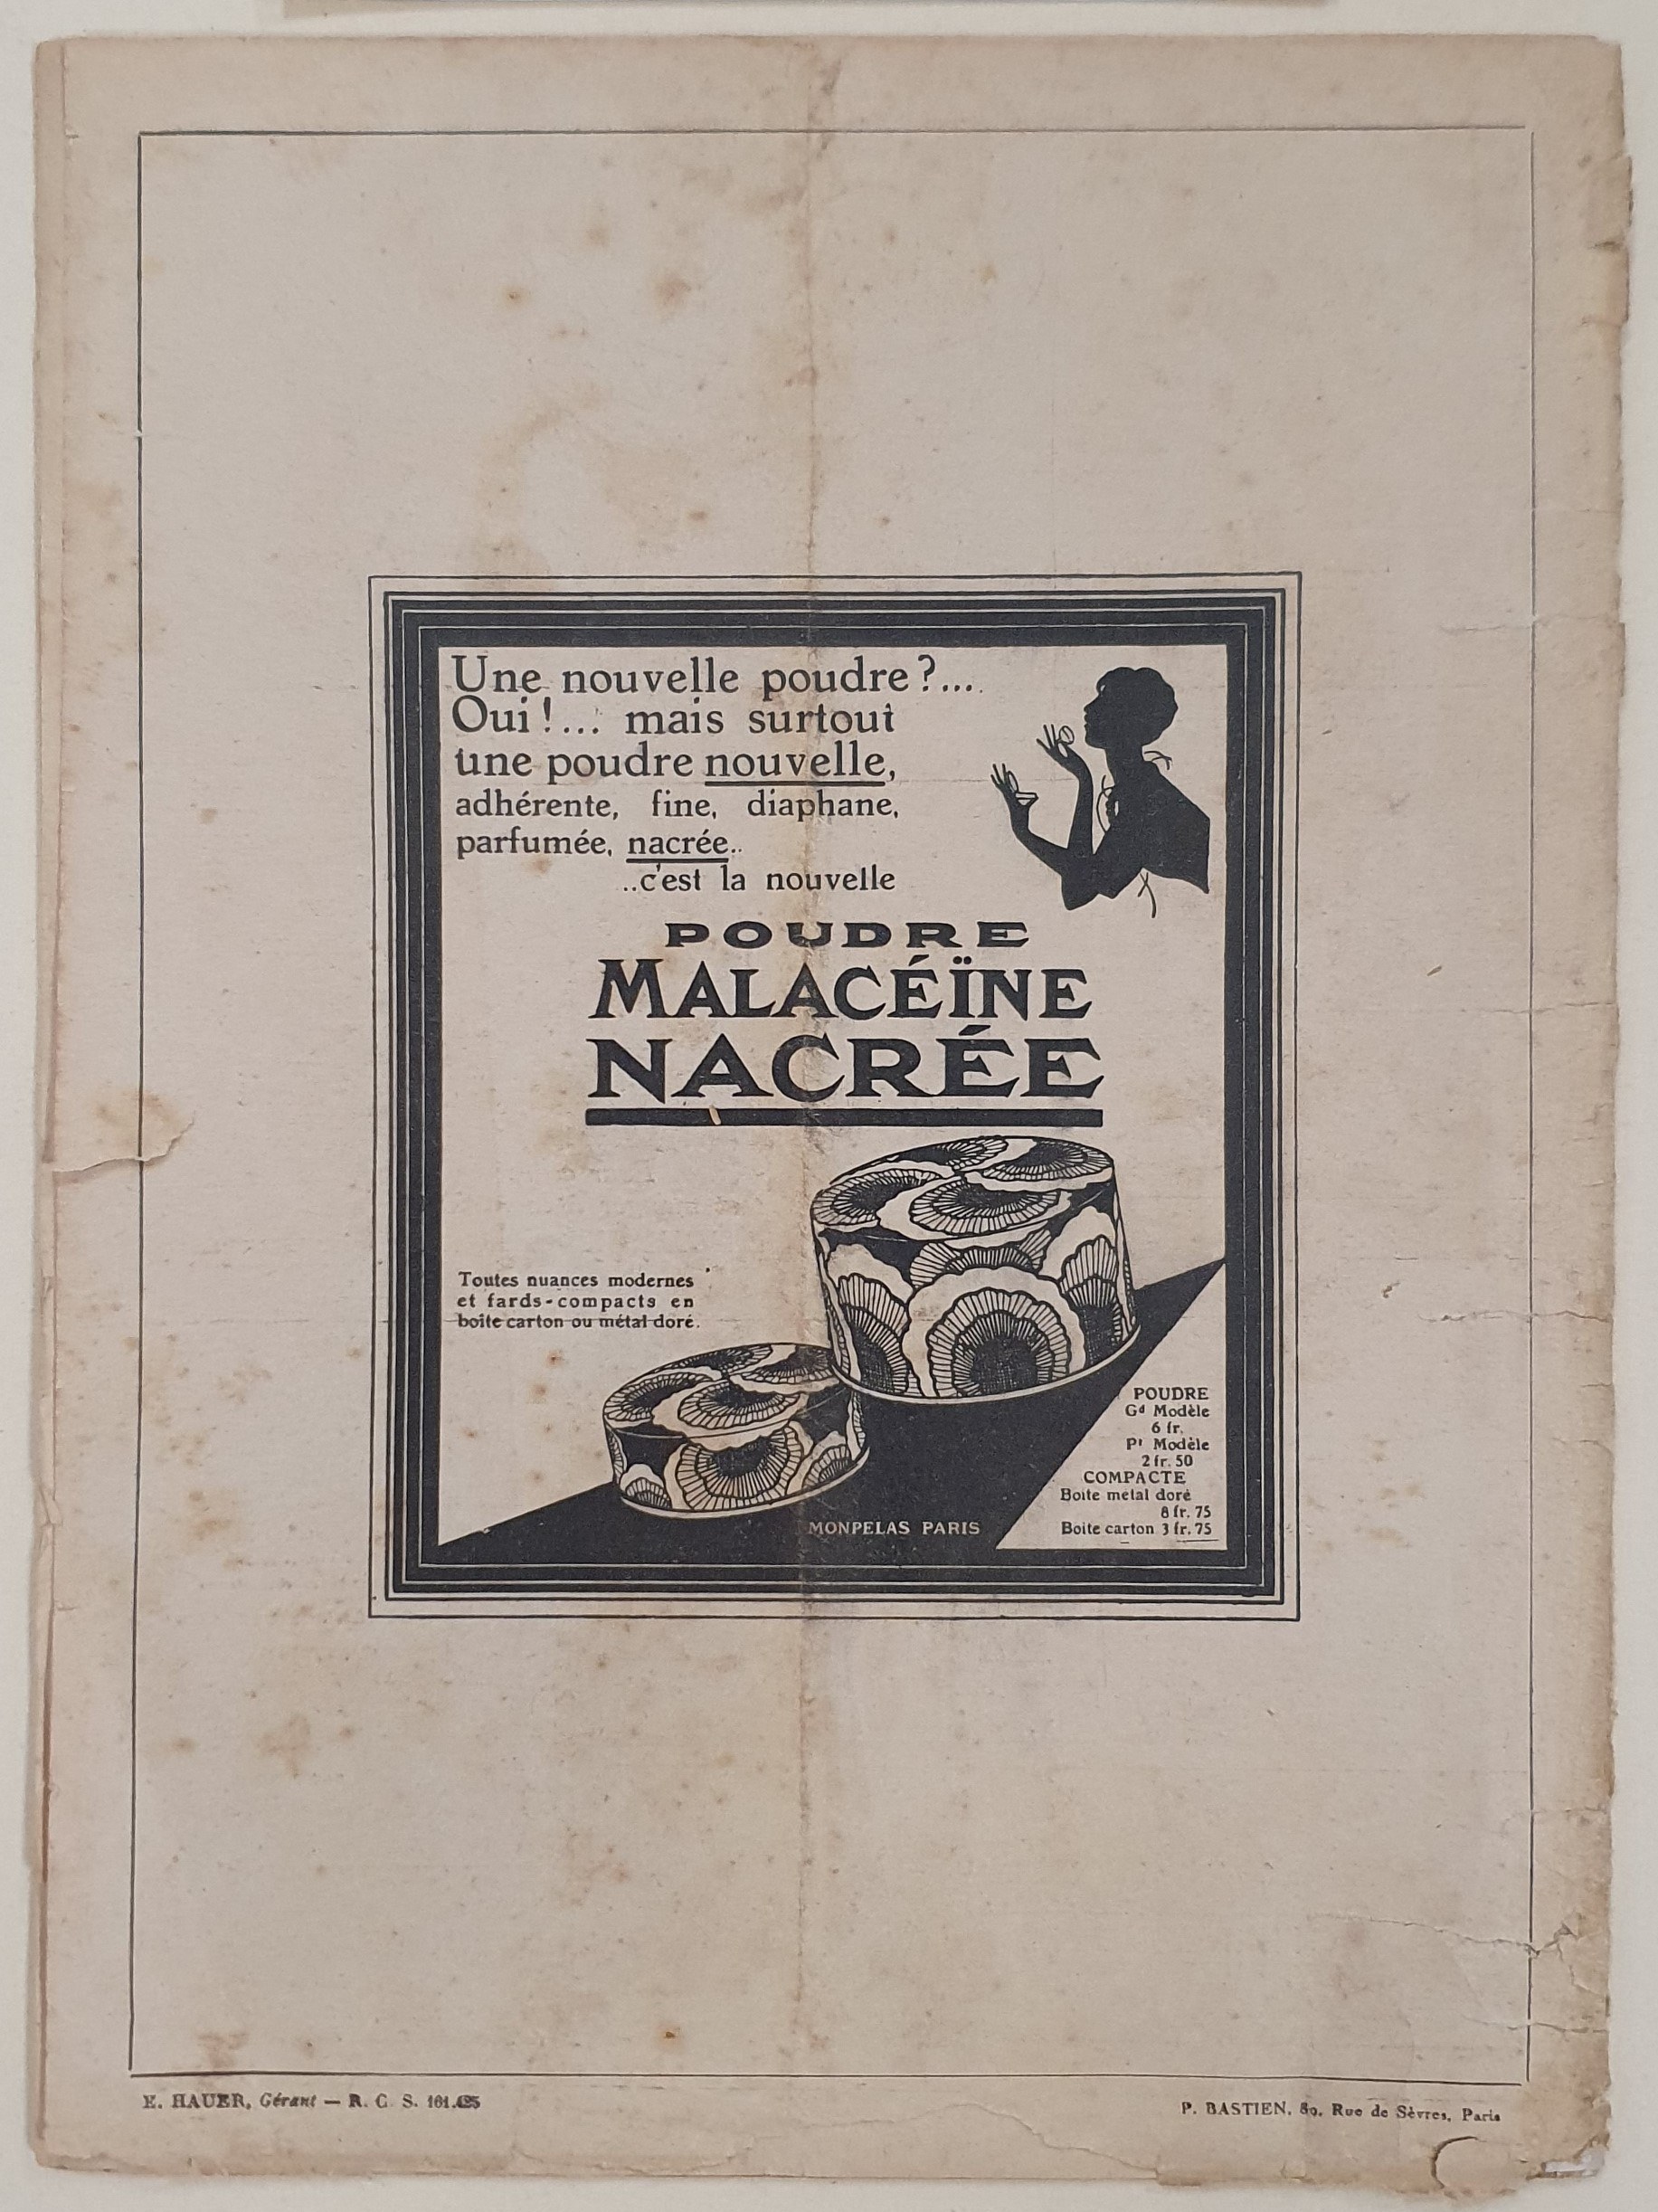 Une nouvelle poudre ?...
Oui !... mais surtout
une poudre nouvelle,
adhérente, fine, diaphane,
parfumée, nacrée..
..c'est la nouvelle
POUDRE
MALACÉÏNE
NACRÉE
Toutes nuances modernes
et fards-compacts en
boîte carton ou métal doré.
POUDRE
Gd Modèle
6 fr.
Pt Modèle
2 fr. 50
COMPACTE
Boite métal doré
8 fr. 75
Boite carton 3 fr. 75
MONPELAS PARIS
E. HAUER, Gérant — R. C. S.
P. BASTIEN, 89, Rue de Sèvres, Paris